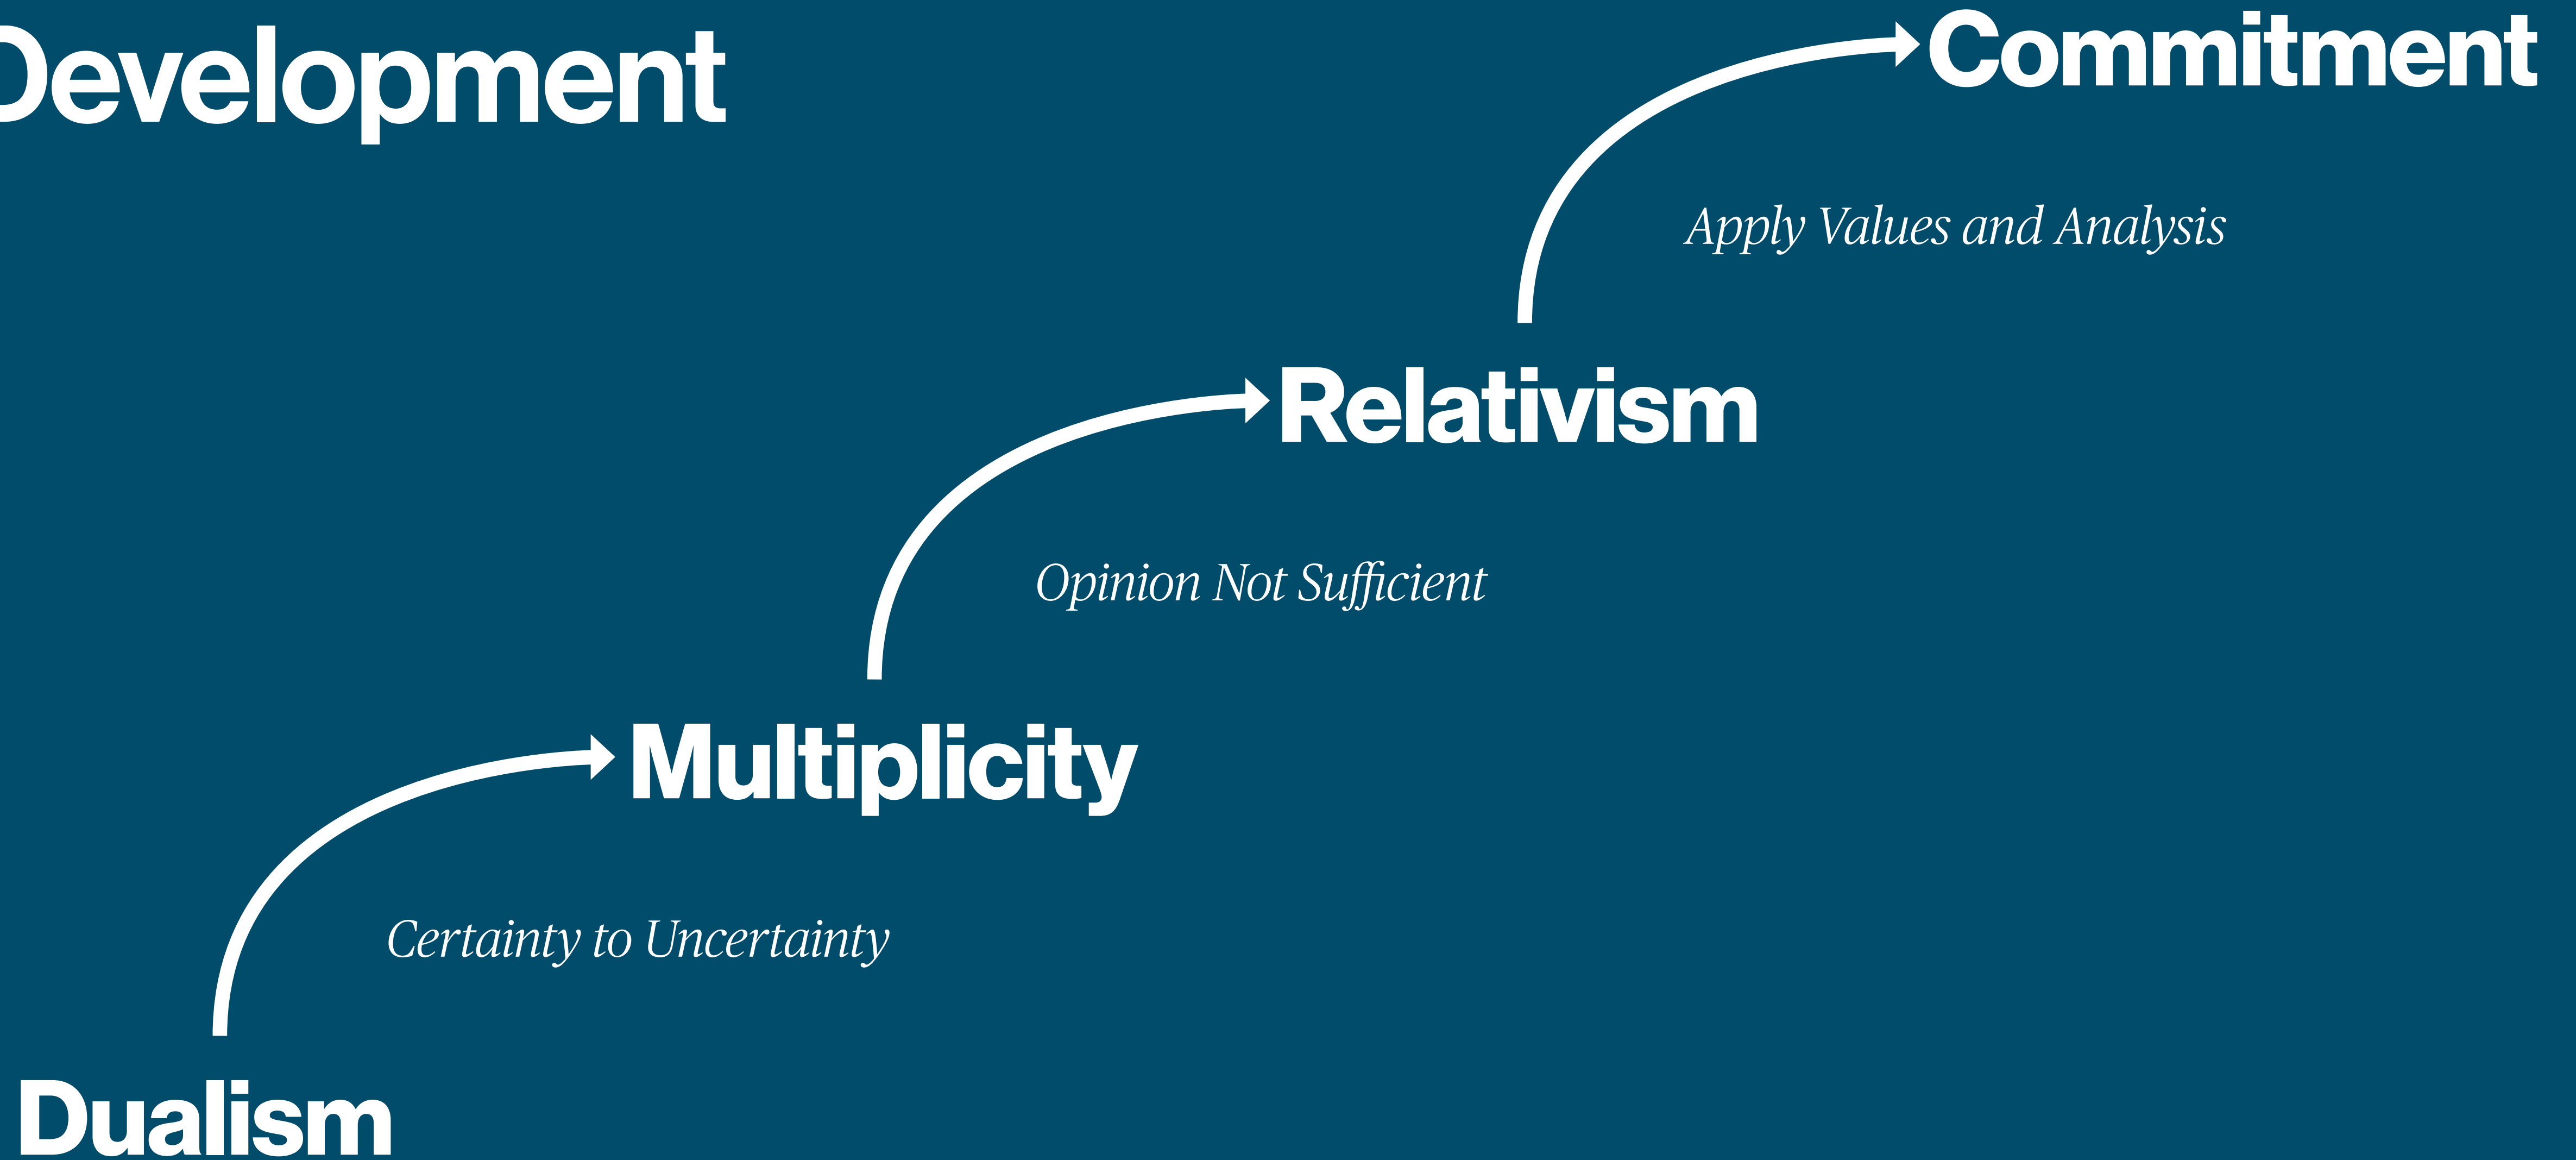 Development
Commitment
Apply Values and Analysis
Relativism
Opinion Not Sufficient
Multiplicity
Certainty to Uncertainty
Dualism